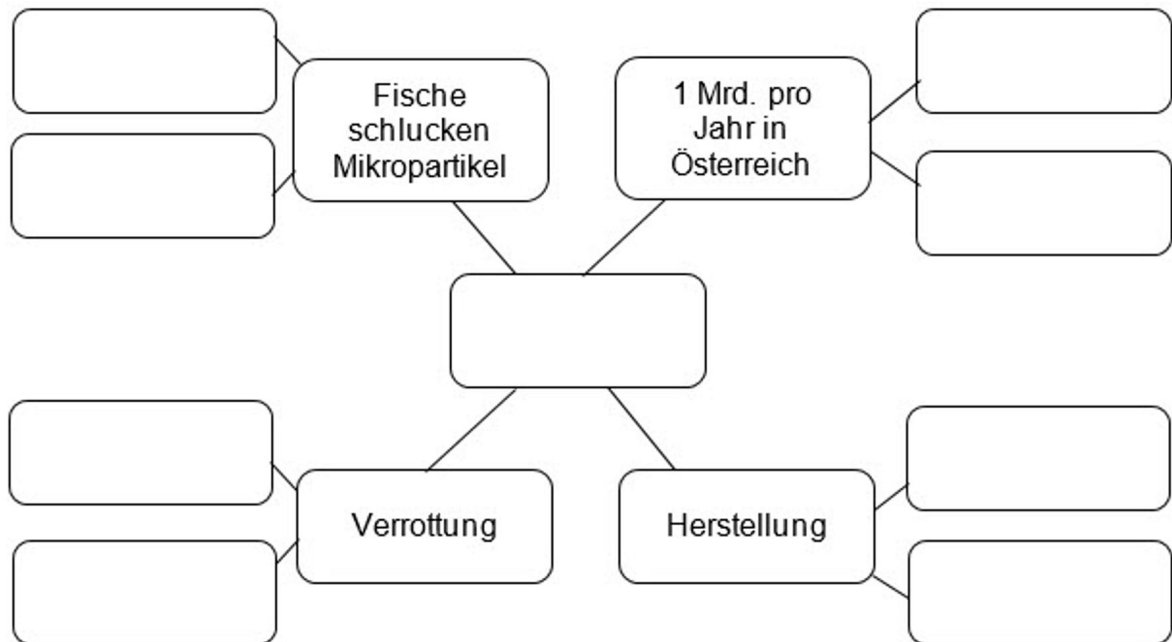 Fische
schlucken
Mikropartikel
1 Mrd. pro
Jahr in
Österreich
Verrottung
Herstellung